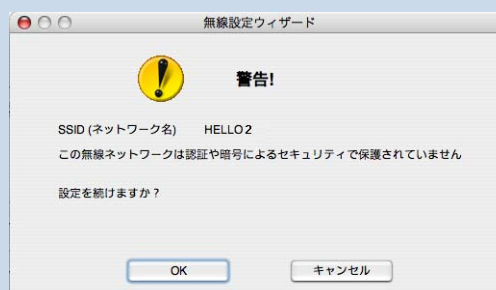 無線設定ウィザード
警告!
SSID (ネットワーク名) HELLO2
この無線ネットワークは認証や暗号によるセキュリティで保護されていません
設定を続けますか？
OK キャンセル